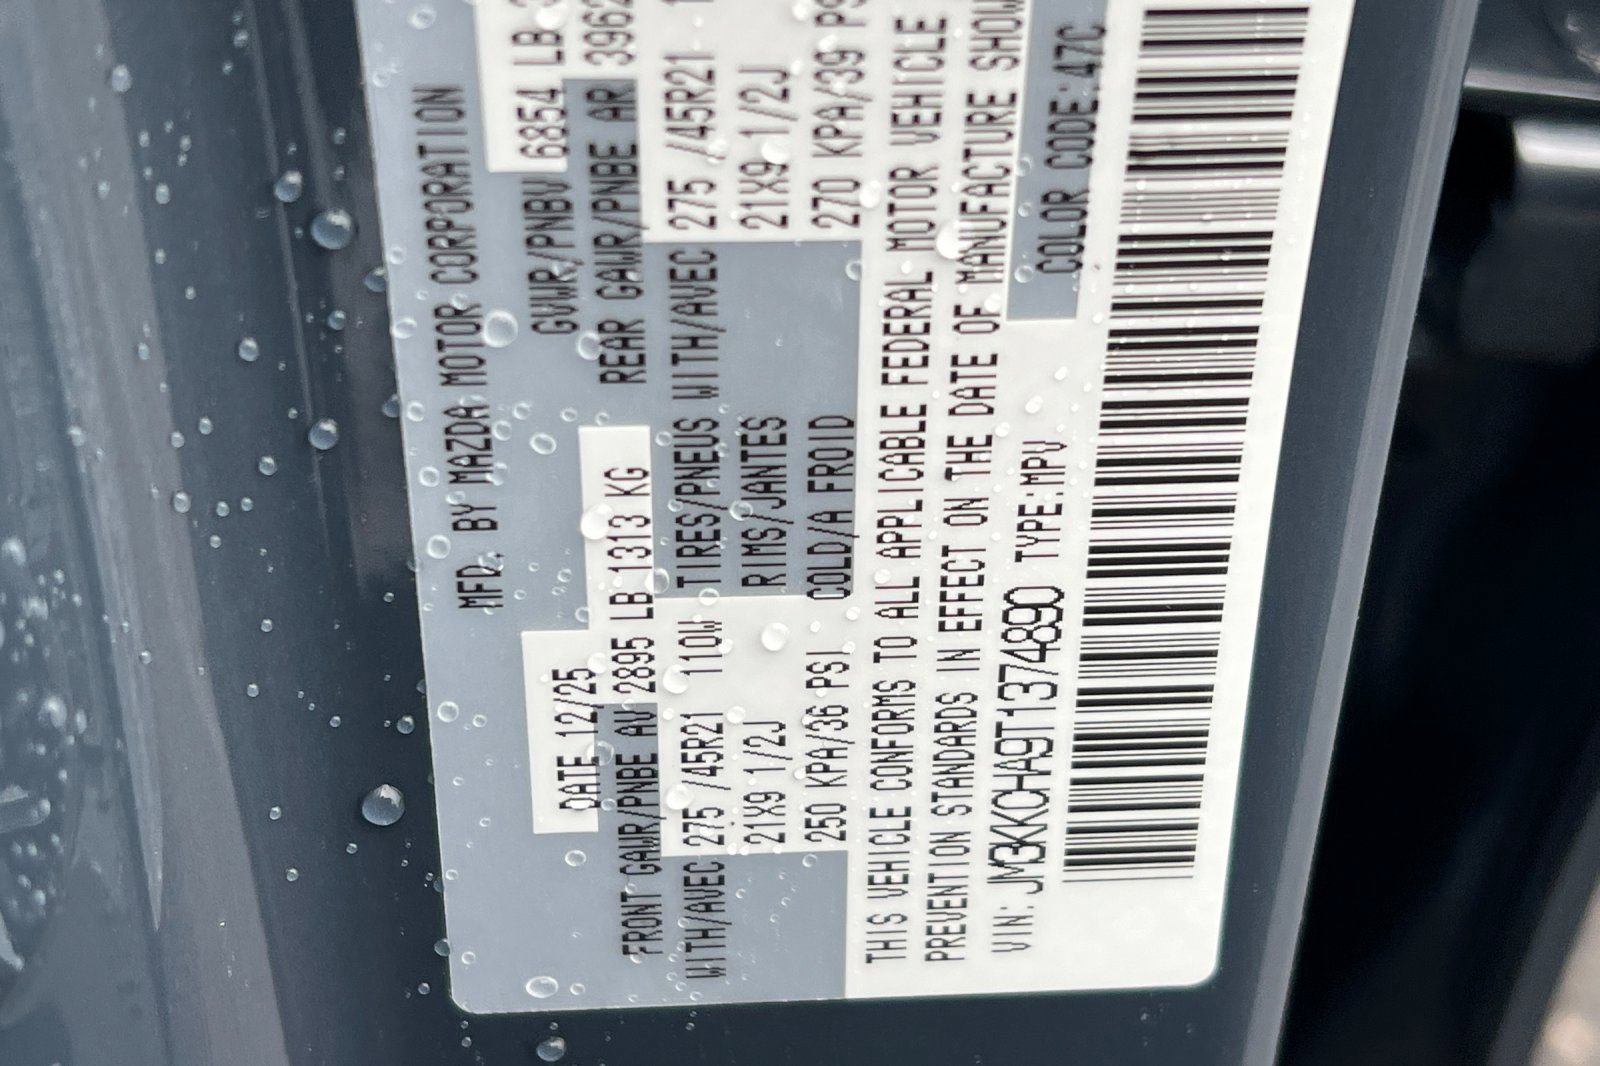 MFD. BY MAZDA MOTOR CORPORATION
DATE 12/25
GVWR/PNBV 6854 LB
FRONT GAWR/PNBE AV 2895 LB 1313 KG
REAR GAWR/PNBE AR 3962
WITH/AVEC 275 /45R21 110W TIRES/PNEUS WITH/AVEC 275 /45R21
21X9 1/2J RIMS/JANTES 21X9 1/2J
250 KPA/36 PSI COLD/A FROID 270 KPA/39 PS
THIS VEHICLE CONFORMS TO ALL APPLICABLE FEDERAL MOTOR VEHICLE
PREVENTION STANDARDS IN EFFECT ON THE DATE OF MANUFACTURE SHOW
VIN: JM3KKCHA9T1374890 TYPE:MPV
COLOR CODE:47C